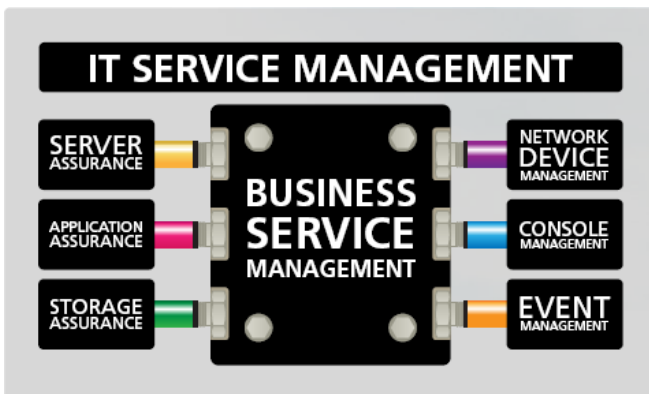 IT SERVICE MANAGEMENT
SERVER
ASSURANCE
APPLICATION
ASSURANCE
STORAGE
ASSURANCE
BUSINESS
SERVICE
MANAGEMENT
NETWORK
DEVICE
MANAGEMENT
CONSOLE
MANAGEMENT
EVENT
MANAGEMENT